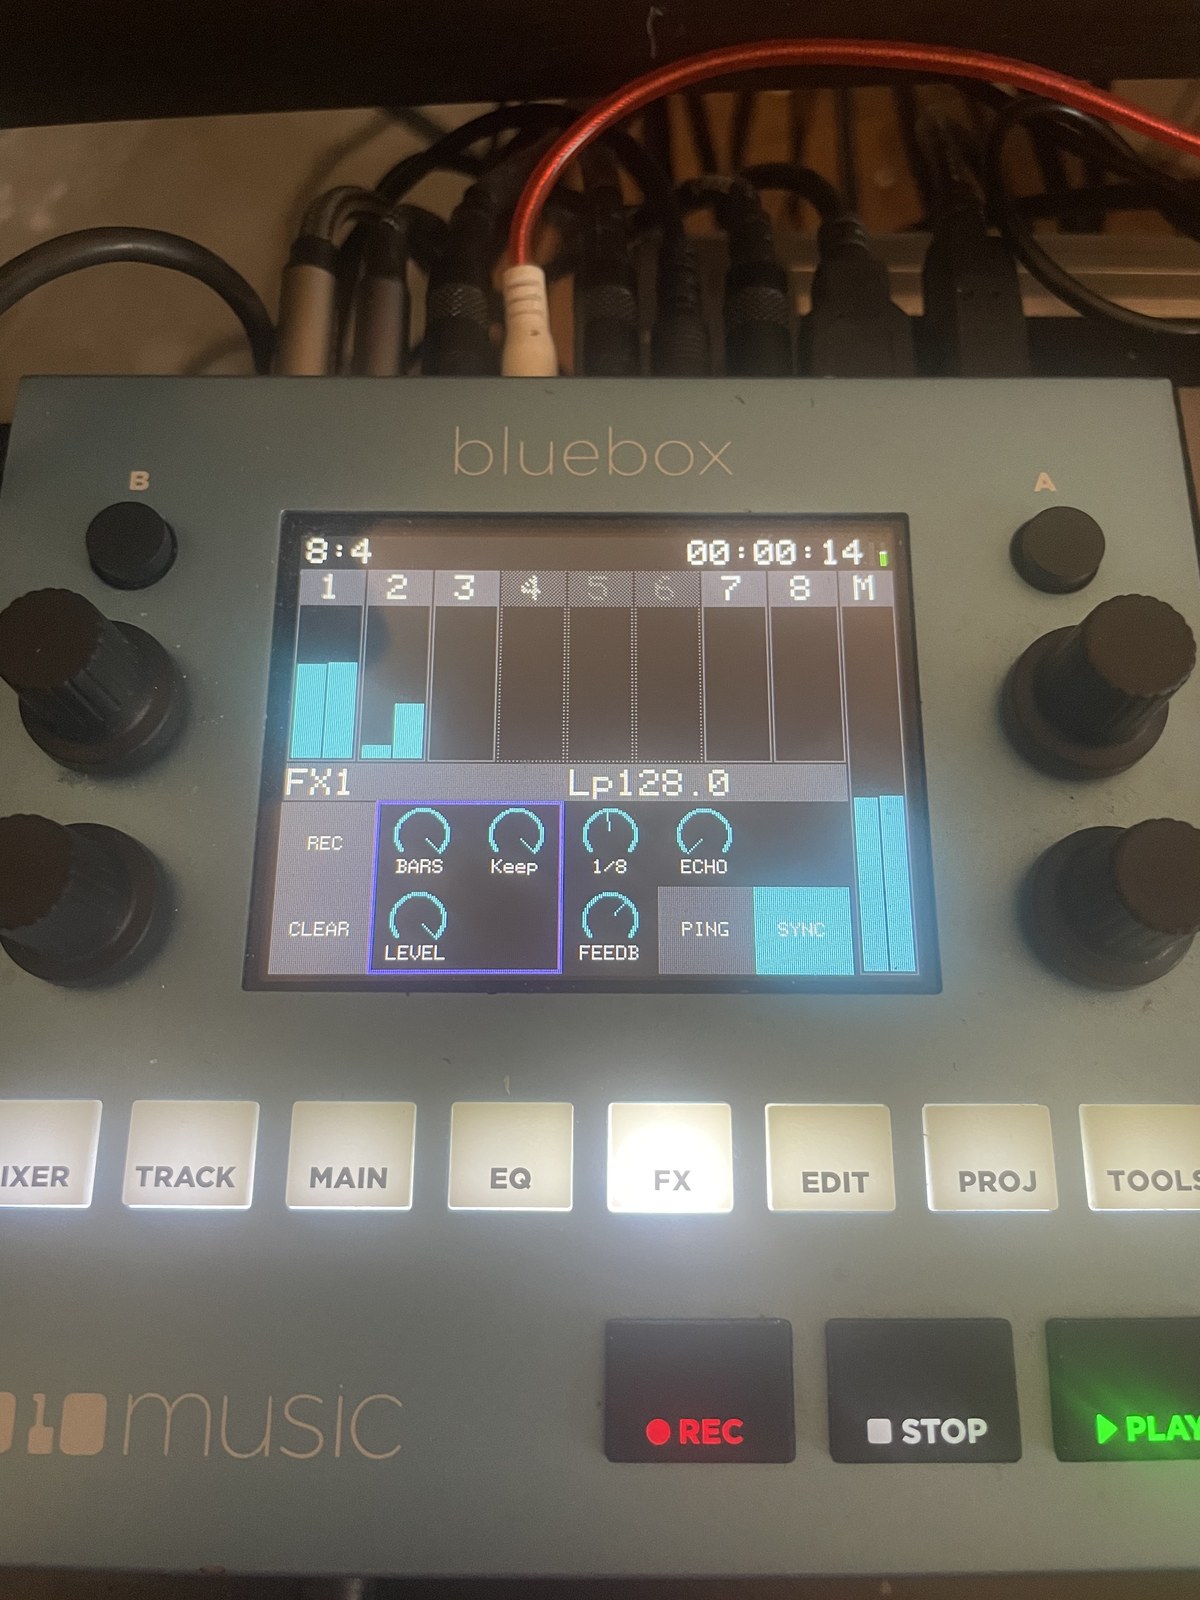 bluebox
B
A
8:4 00:00:14
1 2 3 4 5 6 7 8 M
FX1 Lp128.0
REC BARS Keep 1/8 ECHO
CLEAR LEVEL FEEDB PING SYNC
IXER TRACK MAIN EQ FX EDIT PROJ TOOLS
REC STOP PLAY
010 music